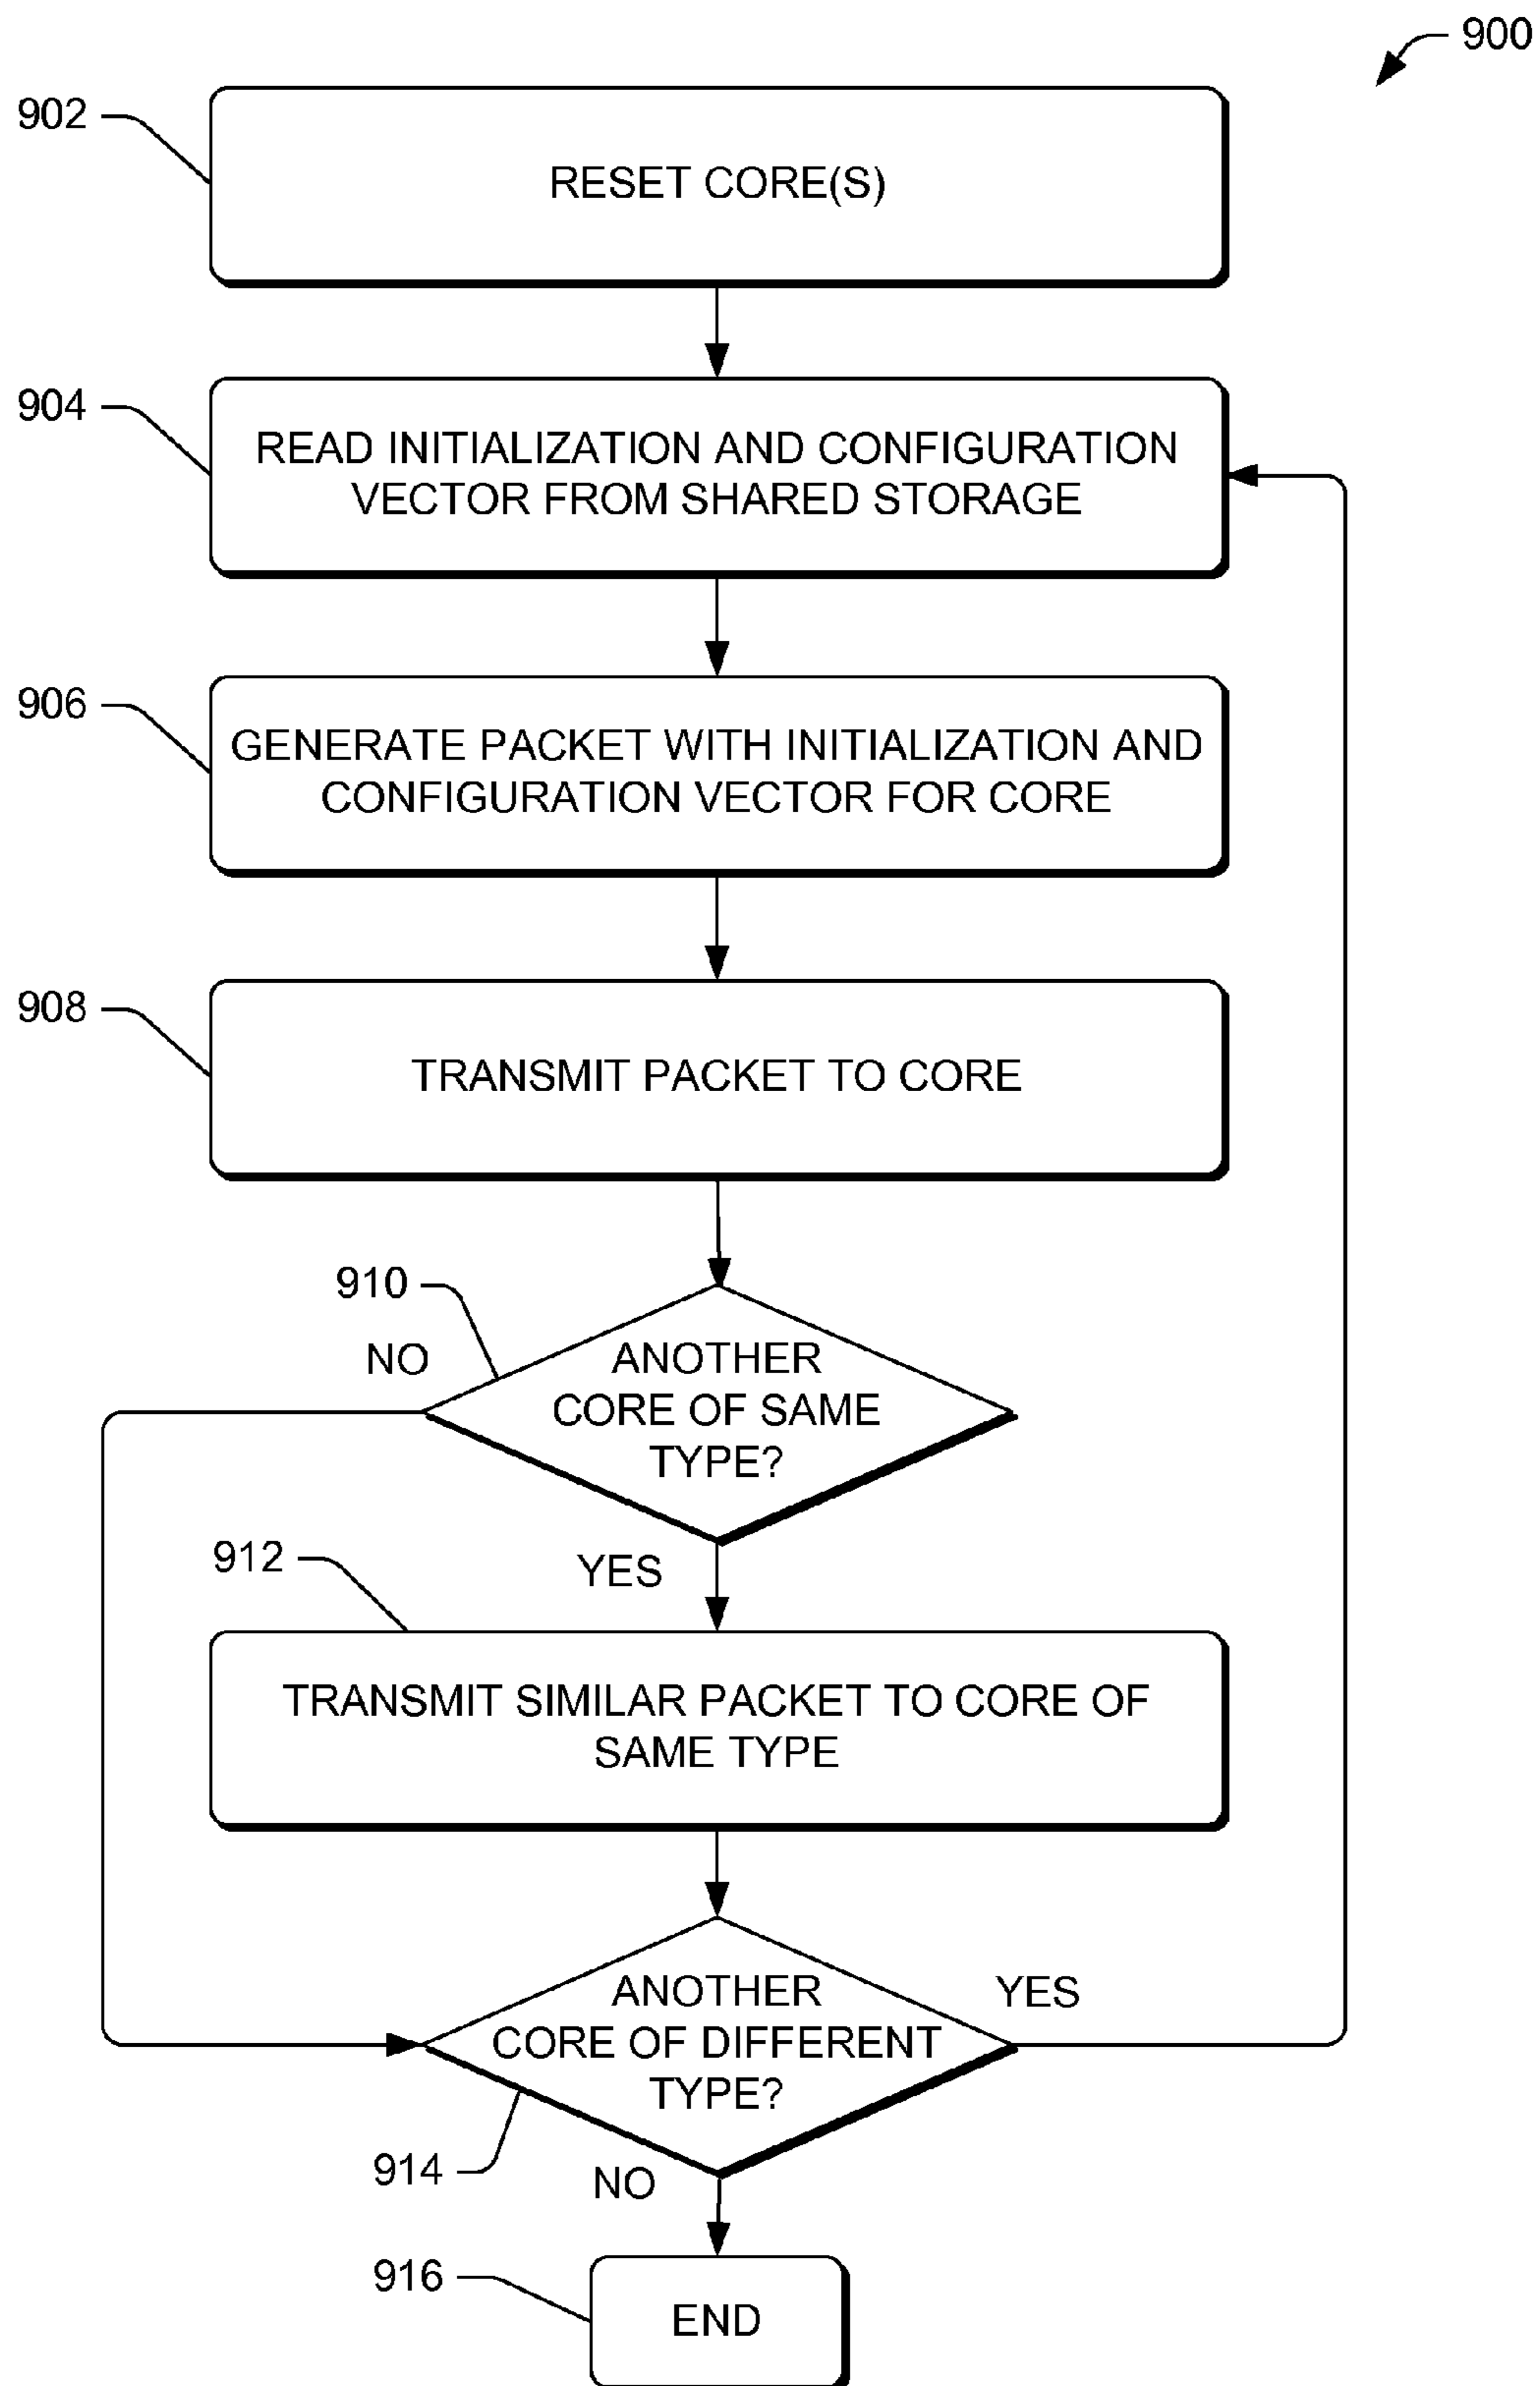 900
902
RESET CORE(S)
904
READ INITIALIZATION AND CONFIGURATION
VECTOR FROM SHARED STORAGE
906
GENERATE PACKET WITH INITIALIZATION AND
CONFIGURATION VECTOR FOR CORE
908
TRANSMIT PACKET TO CORE
910
NO
ANOTHER
CORE OF SAME
TYPE?
912
YES
TRANSMIT SIMILAR PACKET TO CORE OF
SAME TYPE
ANOTHER
CORE OF DIFFERENT
TYPE?
YES
914
NO
916
END